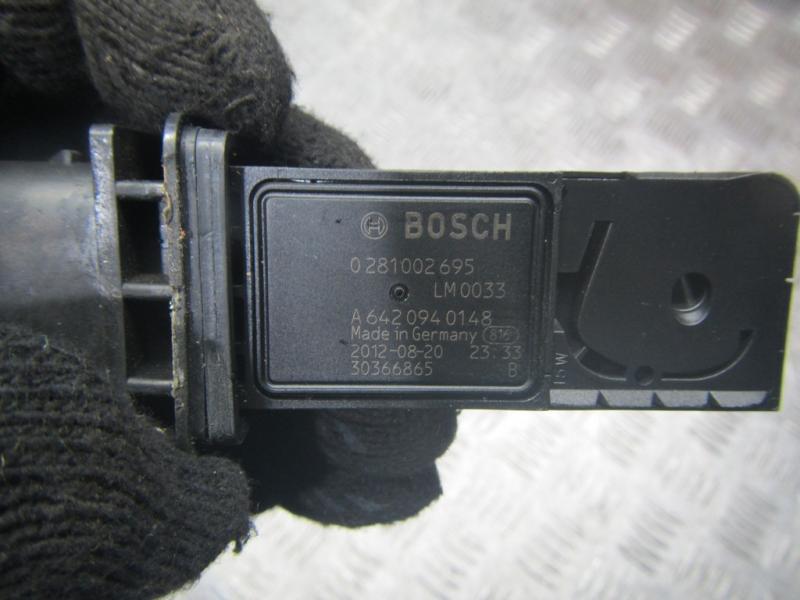 BOSCH
0 281 002 695
LM 0033
A 642 094 0148
Made in Germany 816
2012-08-20 23:33
30366865 B